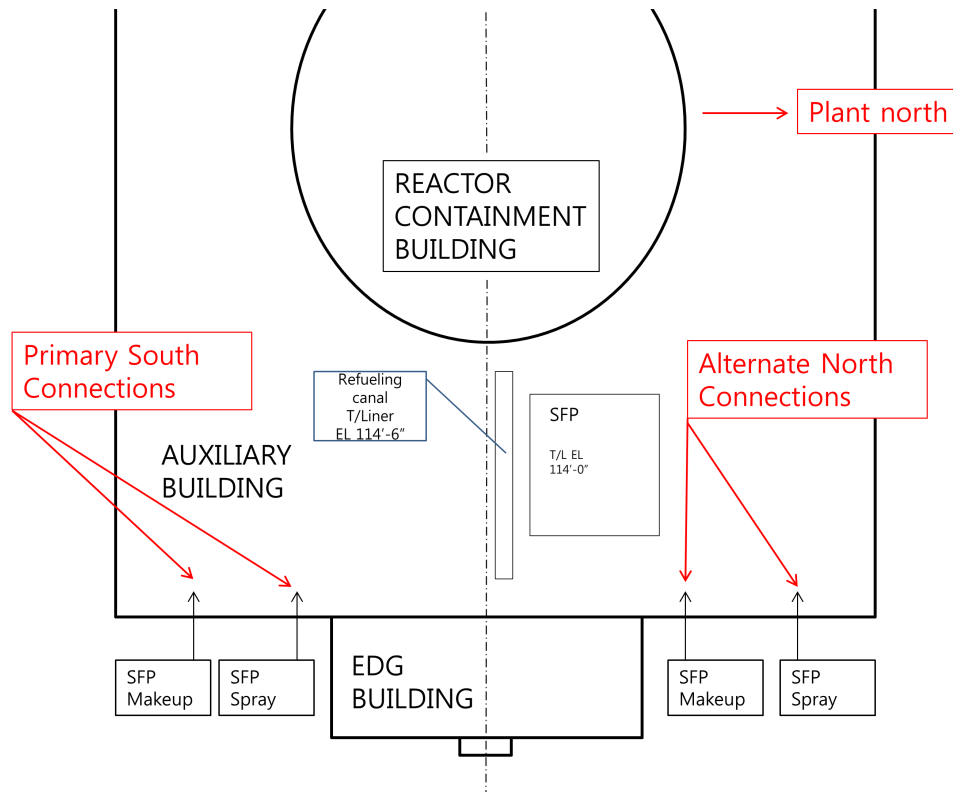 Plant north
REACTOR
CONTAINMENT
BUILDING
Primary South
Connections
Alternate North
Connections
Refueling
canal
T/Liner
EL 114'-6"
SFP
T/L EL
114'-0"
AUXILIARY
BUILDING
SFP
Makeup
SFP
Spray
EDG
BUILDING
SFP
Makeup
SFP
Spray